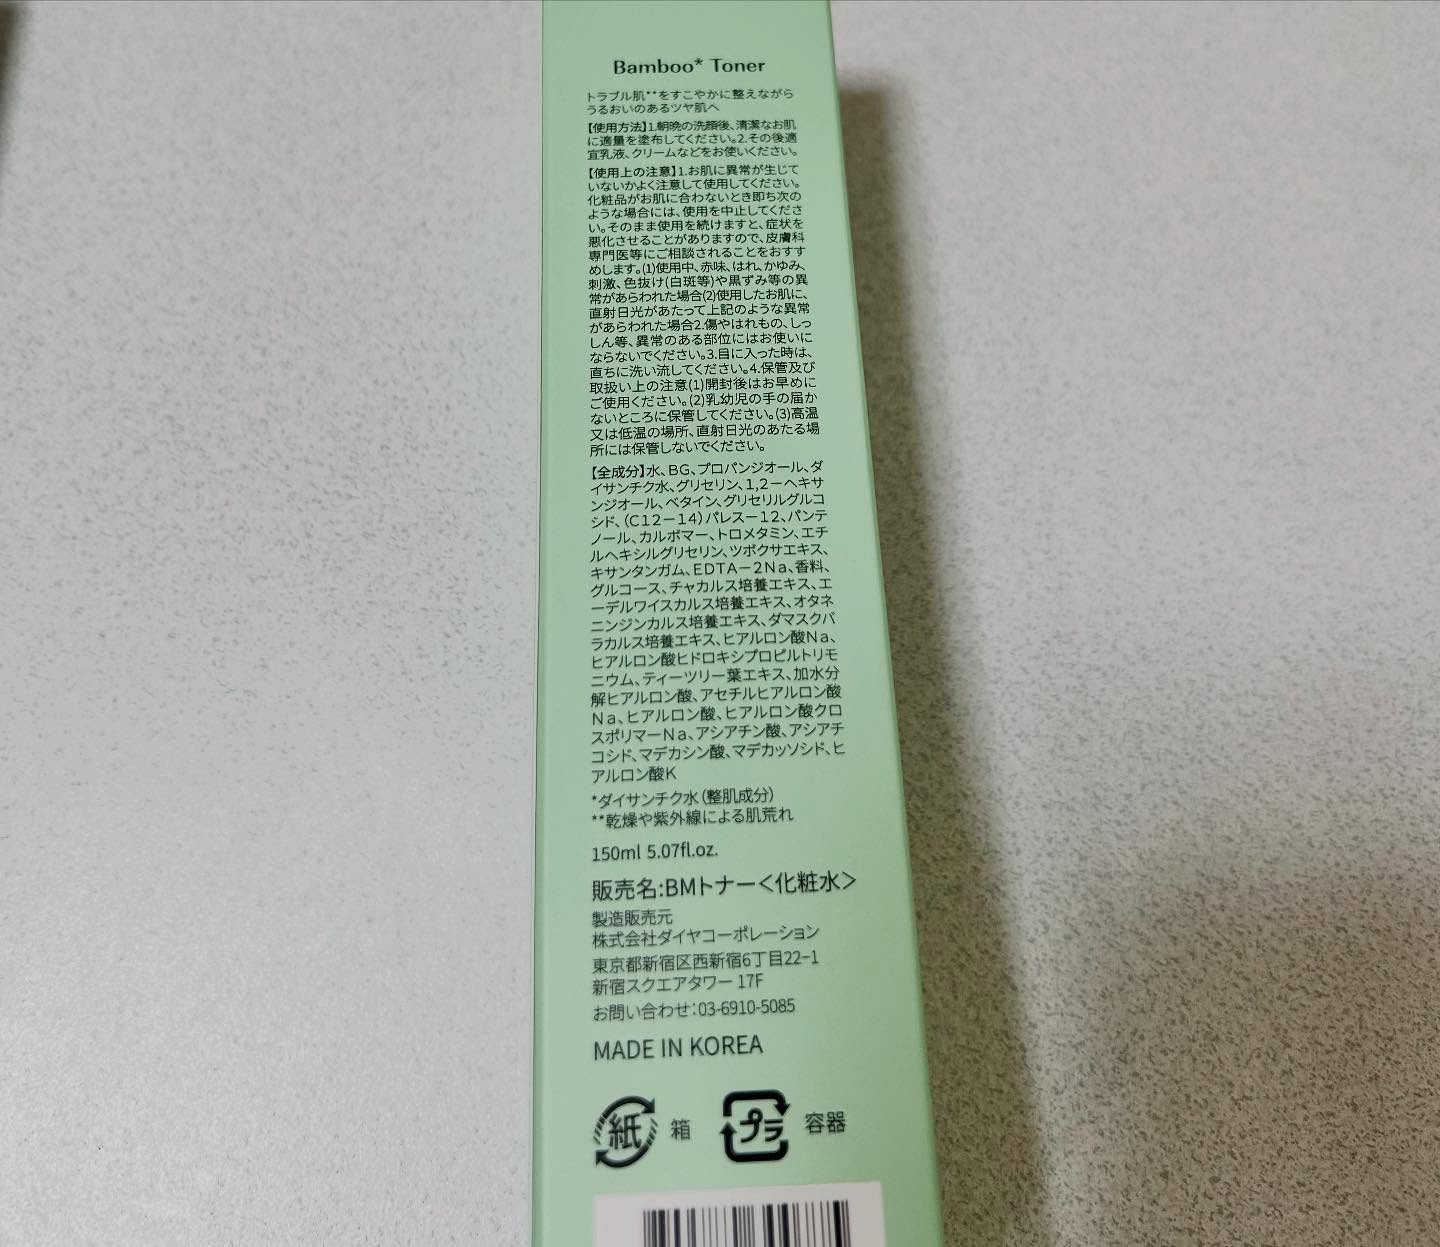 Bamboo* Toner
トラブル肌**をすこやかに整えながら
うるおいのあるツヤ肌へ
【使用方法】1.朝晩の洗顔後、清潔なお肌
に適量を塗布してください。2.その後適
宜乳液、クリームなどをお使いください。
【使用上の注意】1.お肌に異常が生じて
いないかよく注意して使用してください。
化粧品がお肌に合わないとき即ち次の
ような場合には、使用を中止してくださ
い。そのまま使用を続けますと、症状を
悪化させることがありますので、皮膚科
専門医等にご相談されることをおすす
めします。(1)使用中、赤味、はれ、かゆみ、
刺激、色抜け(白斑等)や黒ずみ等の異
常があらわれた場合(2)使用したお肌に、
直射日光があたって上記のような異常
があらわれた場合2.傷やはれもの、しっ
しん等、異常のある部位にはお使いに
ならないでください。3.目に入った時は、
直ちに洗い流してください。4.保管及び
取扱い上の注意(1)開封後はお早めに
ご使用ください。(2)乳幼児の手の届か
ないところに保管してください。(3)高温
又は低温の場所、直射日光のあたる場
所には保管しないでください。
【全成分】水、BG、プロパンジオール、ダ
イサンチク水、グリセリン、1,2－ヘキサ
ンジオール、ベタイン、グリセリルグルコ
シド、(C12－14)パレス－12、パンテ
ノール、カルボマー、トロメタミン、エチ
ルヘキシルグリセリン、ツボクサエキス、
キサンタンガム、EDTA－2Na、香料、
グルコース、チャカルス培養エキス、エ
ーデルワイスカルス培養エキス、オタネ
ニンジンカルス培養エキス、ダマスクバ
ラカルス培養エキス、ヒアルロン酸Na、
ヒアルロン酸ヒドロキシプロピルトリモ
ニウム、ティーツリー葉エキス、加水分
解ヒアルロン酸、アセチルヒアルロン酸
Na、ヒアルロン酸、ヒアルロン酸クロ
スポリマーNa、アシアチン酸、アシアチ
コシド、マデカシン酸、マデカッソシド、ヒ
アルロン酸K
*ダイサンチク水(整肌成分)
**乾燥や紫外線による肌荒れ
150ml 5.07fl.oz.
販売名:BMトナー<化粧水>
製造販売元
株式会社ダイヤコーポレーション
東京都新宿区西新宿6丁目22-1
新宿スクエアタワー 17F
お問い合わせ:03-6910-5085
MADE IN KOREA
紙 箱 プラ 容器